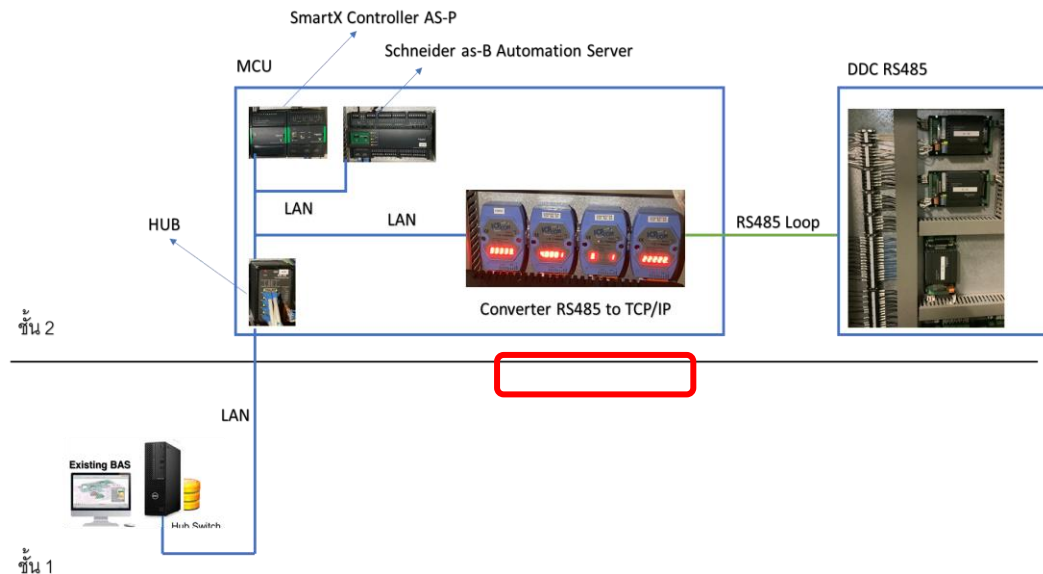 SmartX Controller AS-P
Schneider as-B Automation Server
MCU
DDC RS485
LAN
LAN
RS485 Loop
HUB
Converter RS485 to TCP/IP
ชั้น 2
LAN
Existing BAS
Hub Switch
ชั้น 1